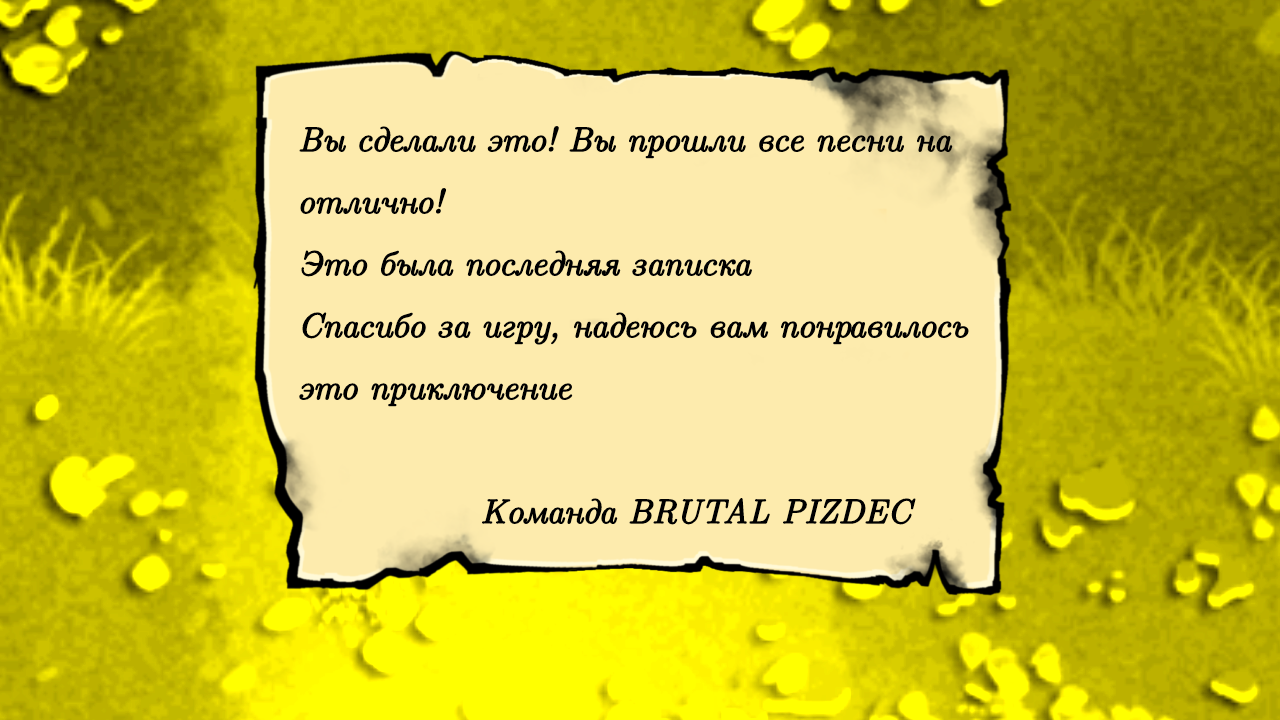 Вы сделали это! Вы прошли все песни на
отлично!
Это была последняя записка
Спасибо за игру, надеюсь вам понравилось
это приключение
Команда BRUTAL PIZDEC